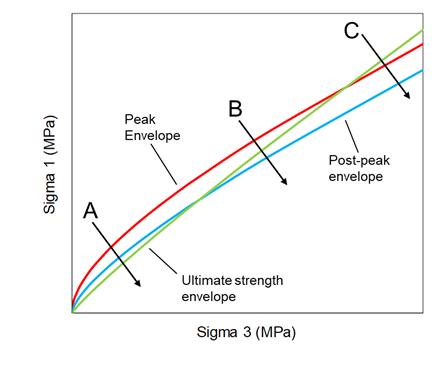 C
B
Peak
Envelope
Post-peak
envelope
A
Ultimate strength
envelope
Sigma 1 (MPa)
Sigma 3 (MPa)